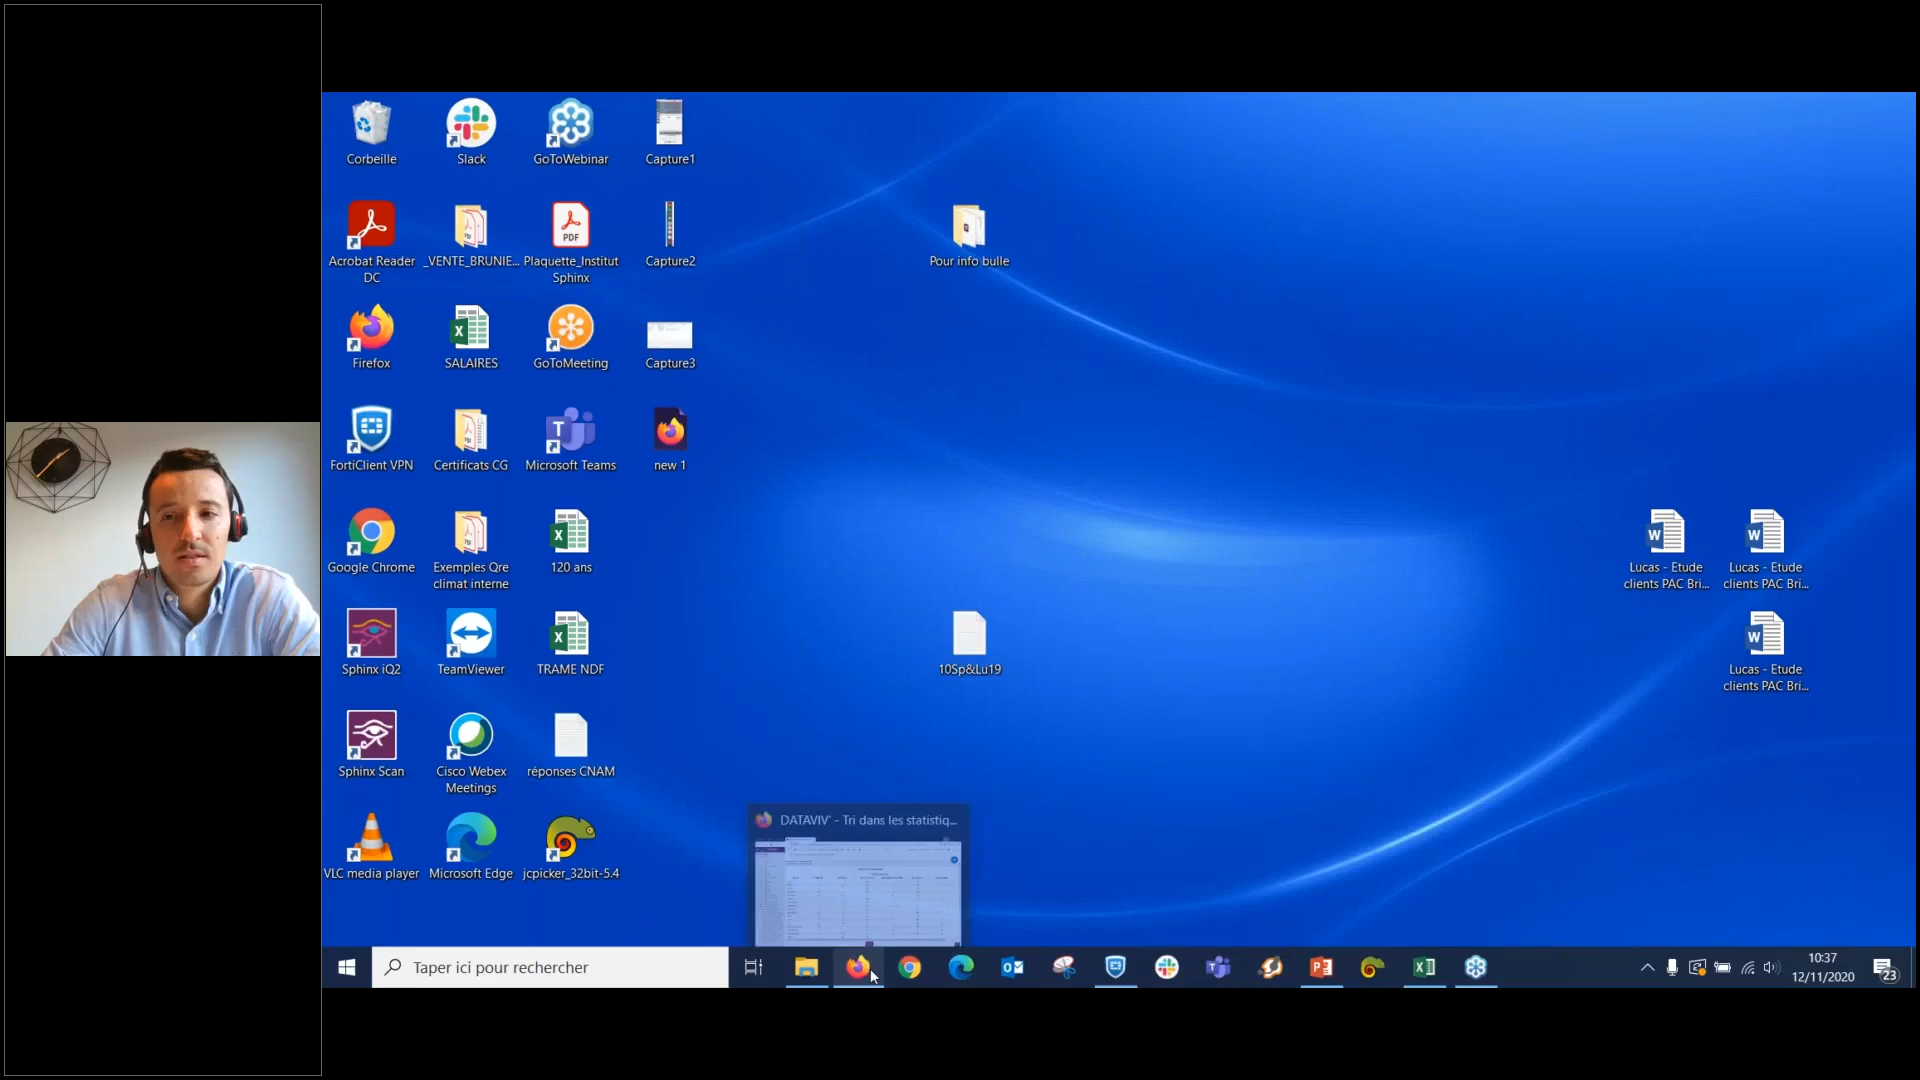 Corbeille
Slack
GoToWebinar
Capture1
Acrobat Reader
DC
_VENTE_BRUNIE...
Plaquette_Institut
Sphinx
Capture2
Pour info bulle
Firefox
SALAIRES
GoToMeeting
Capture3
FortiClient VPN
Certificats CG
Microsoft Teams
new 1
Google Chrome
Exemples Qre
climat interne
120 ans
Lucas - Etude
clients PAC Bri...
Lucas - Etude
clients PAC Bri...
Sphinx iQ2
TeamViewer
TRAME NDF
10Sp&Lu19
Lucas - Etude
clients PAC Bri...
Sphinx Scan
Cisco Webex
Meetings
réponses CNAM
VLC media player
Microsoft Edge
jcpicker_32bit-5.4
DATAVIV' - Tri dans les statistiq...
Taper ici pour rechercher
10:37
12/11/2020
23
PDF